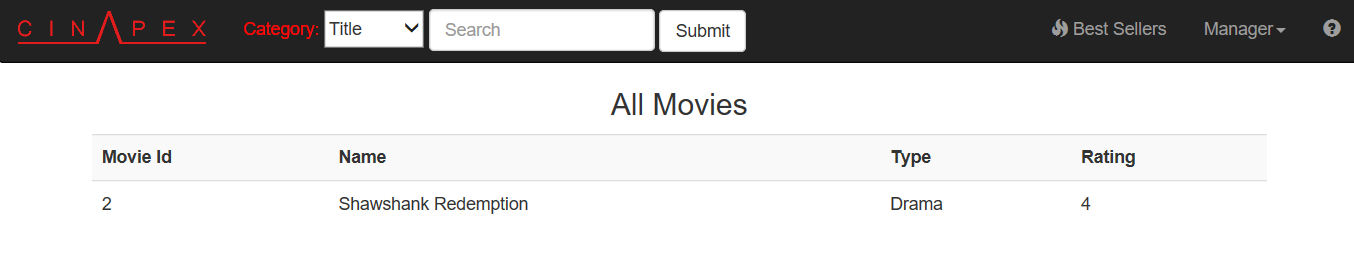 CINAPEX Category: Title Search Submit Best Sellers Manager ?
All Movies
Movie Id Name Type Rating
2 Shawshank Redemption Drama 4